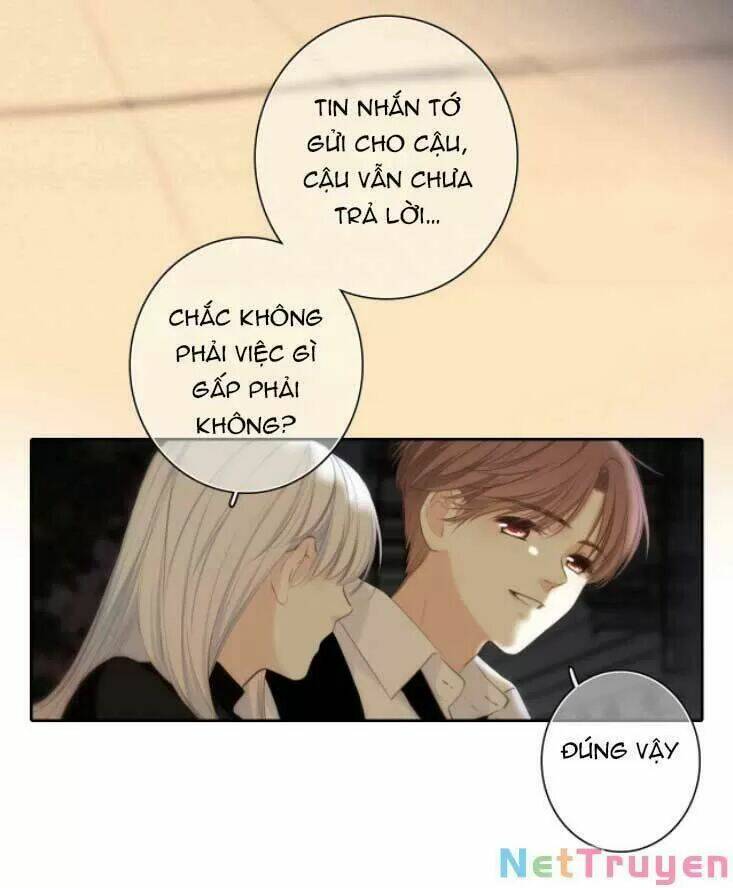 TIN NHẮN TỚ
GỬI CHO CẬU,
CẬU VẪN CHƯA
TRẢ LỜI...
CHẮC KHÔNG
PHẢI VIỆC GÌ
GẤP PHẢI
KHÔNG?
ĐÚNG VẬY
NetTruyen